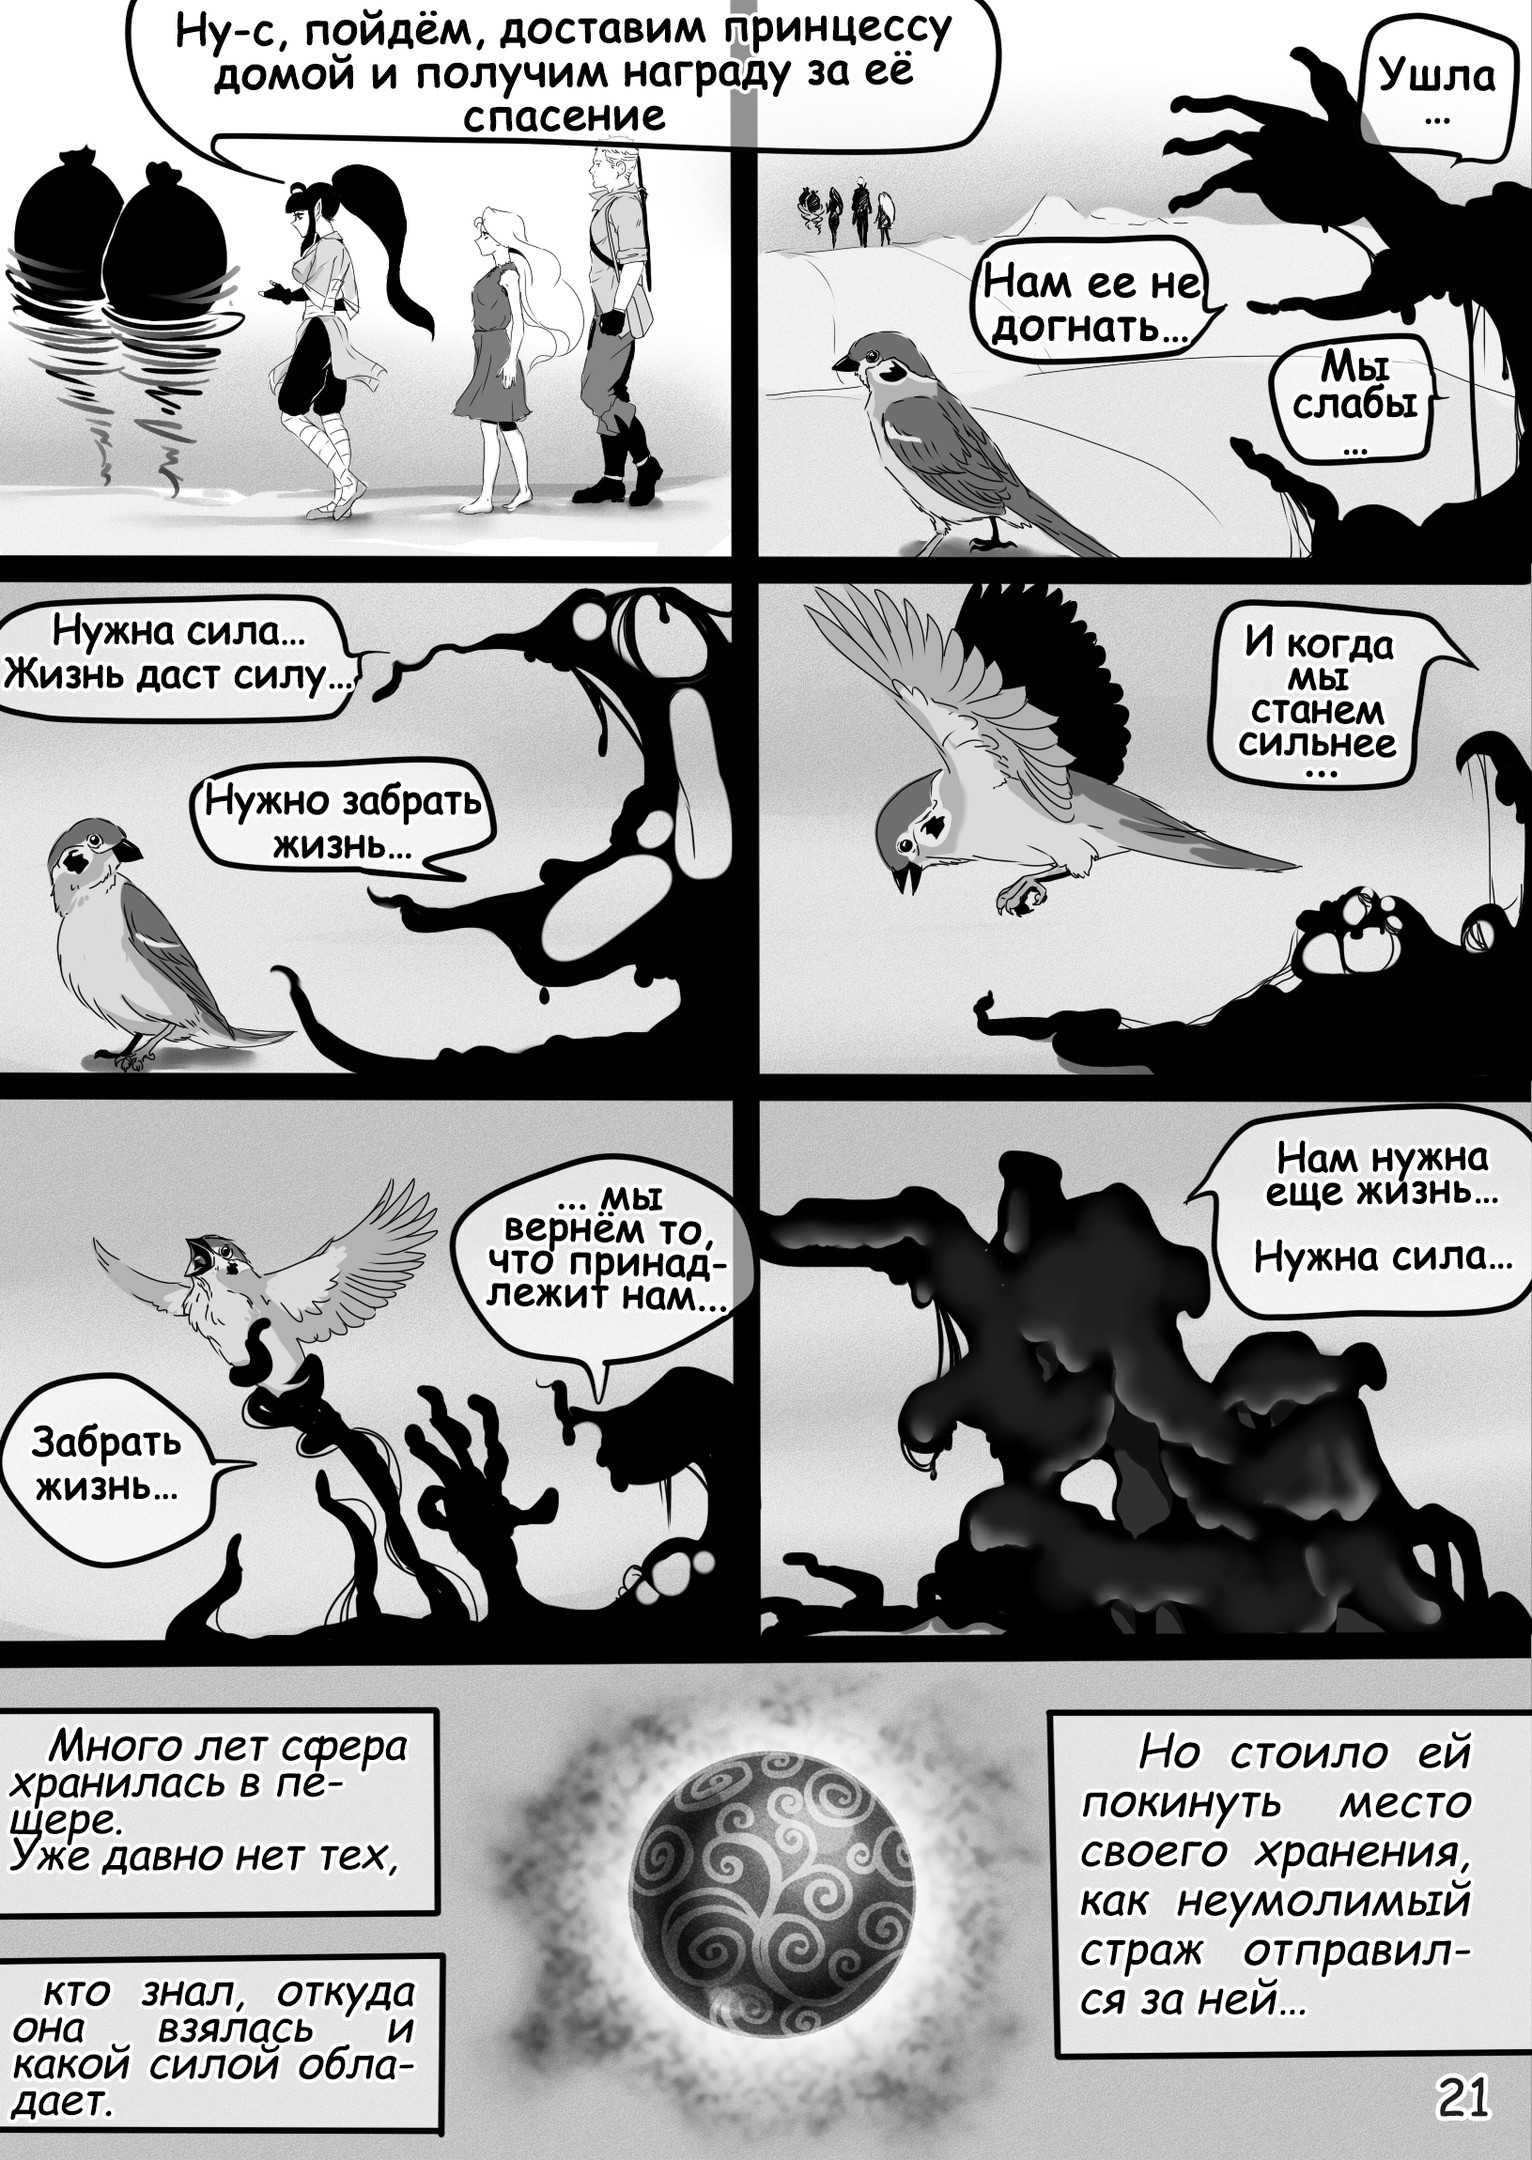 Ну-с, пойдём, доставим принцессу
домой и получим награду за её
спасение
Ушла
...
Нам ее не
догнать...
Мы
слабы
...
Нужна сила...
Жизнь даст силу...
Нужно забрать
жизнь...
И когда
мы
станем
сильнее
...
... мы
вернём то,
что принад-
лежит нам...
Забрать
жизнь...
Нам нужна
еще жизнь...
Нужна сила...
Много лет сфера
хранилась в пе-
щере.
Уже давно нет тех,
кто знал, откуда
она взялась и
какой силой обла-
дает.
Но стоило ей
покинуть место
своего хранения,
как неумолимый
страж отправил-
ся за ней...
21